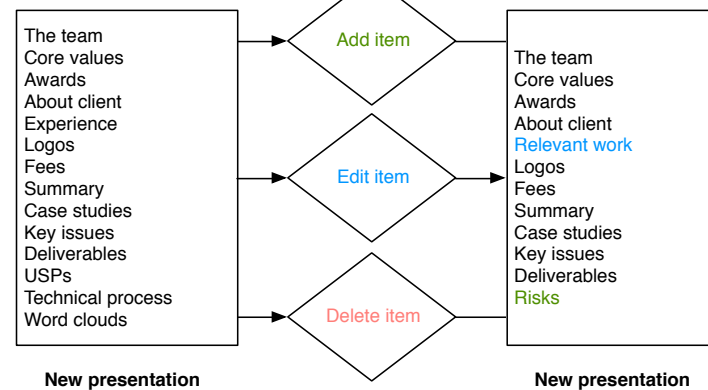 The team
Core values
Awards
About client
Experience
Logos
Fees
Summary
Case studies
Key issues
Deliverables
USPs
Technical process
Word clouds
New presentation
Add item
Edit item
Delete item
The team
Core values
Awards
About client
Relevant work
Logos
Fees
Summary
Case studies
Key issues
Deliverables
Risks
New presentation